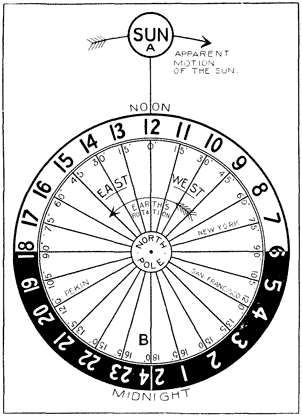 SUN
A
APPARENT
MOTION
OF THE SUN.
NOON
12
11
10
9
8
7
6
5
4
3
2
1
24
23
22
21
20
19
18
17
16
15
14
13
0
15
30
45
60
75
90
105
120
135
150
165
180
165
150
135
120
105
90
75
60
45
30
15
EAST
WEST
EARTH'S
ROTATION
NEW YORK
NORTH
POLE
SAN FRANCISCO
PEKIN
B
MIDNIGHT